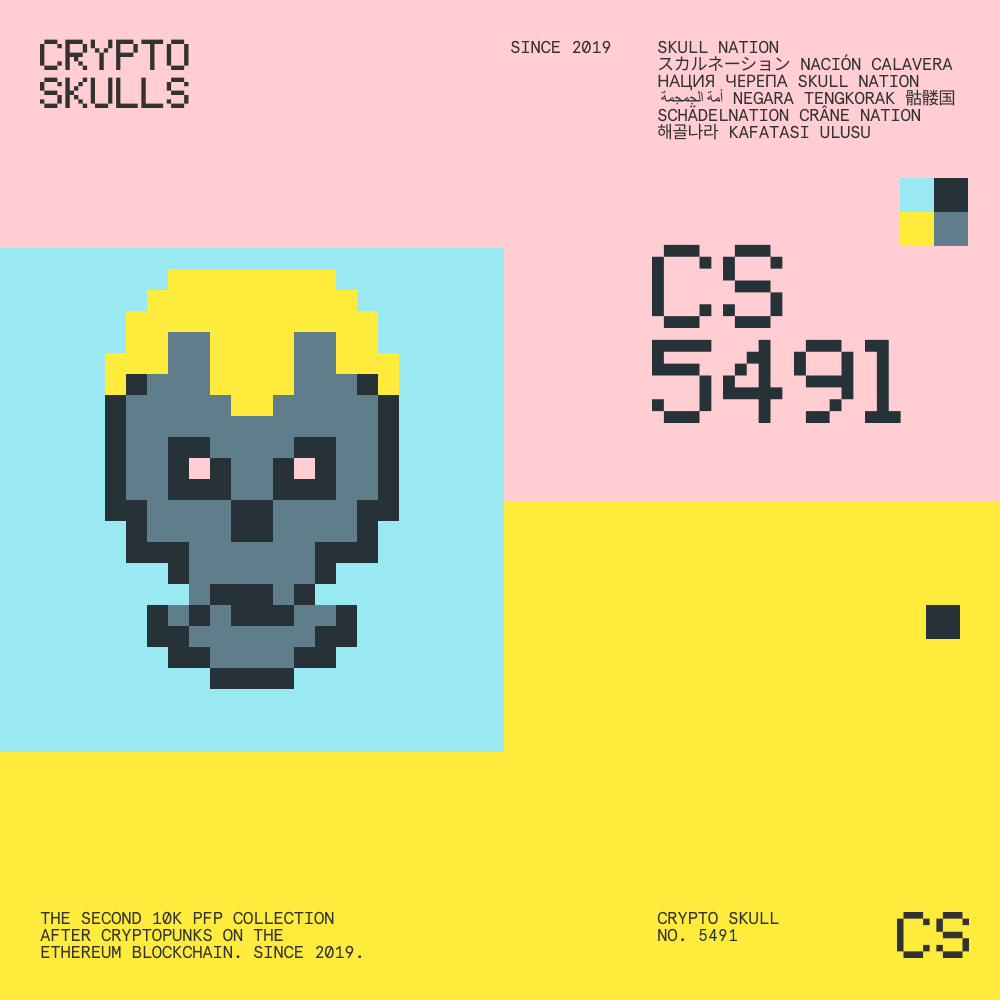 CRYPTO
SKULLS
SINCE 2019
SKULL NATION
スカルネーション NACIÓN CALAVERA
НАЦИЯ ЧЕРЕПА SKULL NATION
أمة الجمجمة NEGARA TENGKORAK 骷髅国
SCHÄDELNATION CRÂNE NATION
해골나라 KAFATASI ULUSU
CS
5491
THE SECOND 10K PFP COLLECTION
AFTER CRYPTOPUNKS ON THE
ETHEREUM BLOCKCHAIN. SINCE 2019.
CRYPTO SKULL
NO. 5491
CS